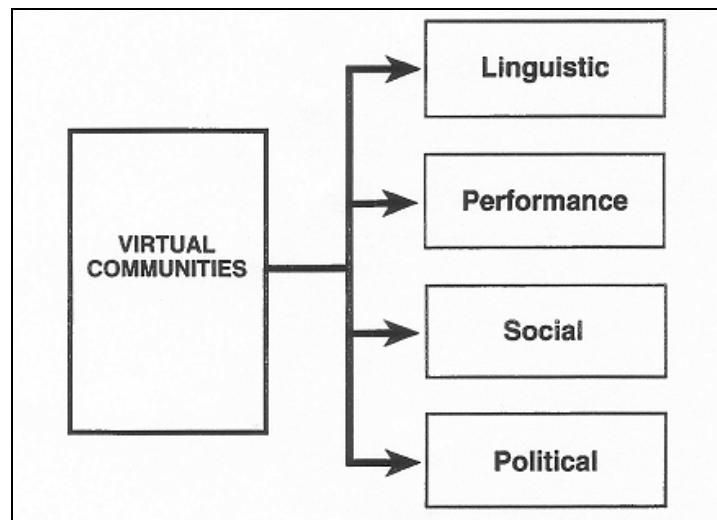 VIRTUAL
COMMUNITIES
Linguistic
Performance
Social
Political